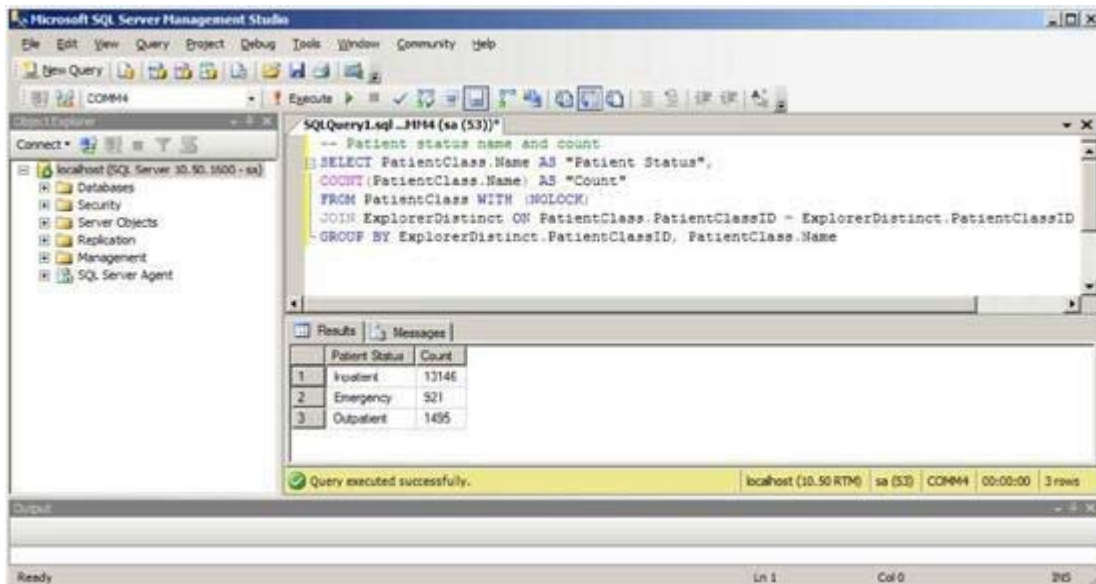 Microsoft SQL Server Management Studio
File Edit View Query Project Debug Tools Window Community Help
New Query
COMM4 Execute
Object Explorer
Connect
localhost (SQL Server 10.50.1600 - sa)
Databases
Security
Server Objects
Replication
Management
SQL Server Agent
SQLQuery1.sql ...MM4 (sa (53))*
-- Patient status name and count
SELECT PatientClass.Name AS "Patient Status",
COUNT(PatientClass.Name) AS "Count"
FROM PatientClass WITH (NOLOCK)
JOIN ExplorerDistinct ON PatientClass.PatientClassID = ExplorerDistinct.PatientClassID
GROUP BY ExplorerDistinct.PatientClassID, PatientClass.Name
Results Messages
Patient Status Count
1 Inpatient 13146
2 Emergency 921
3 Outpatient 1495
Query executed successfully. localhost (10.50 RTM) sa (53) COMM4 00:00:00 3 rows
Output
Ready Ln 1 Col 0 INS